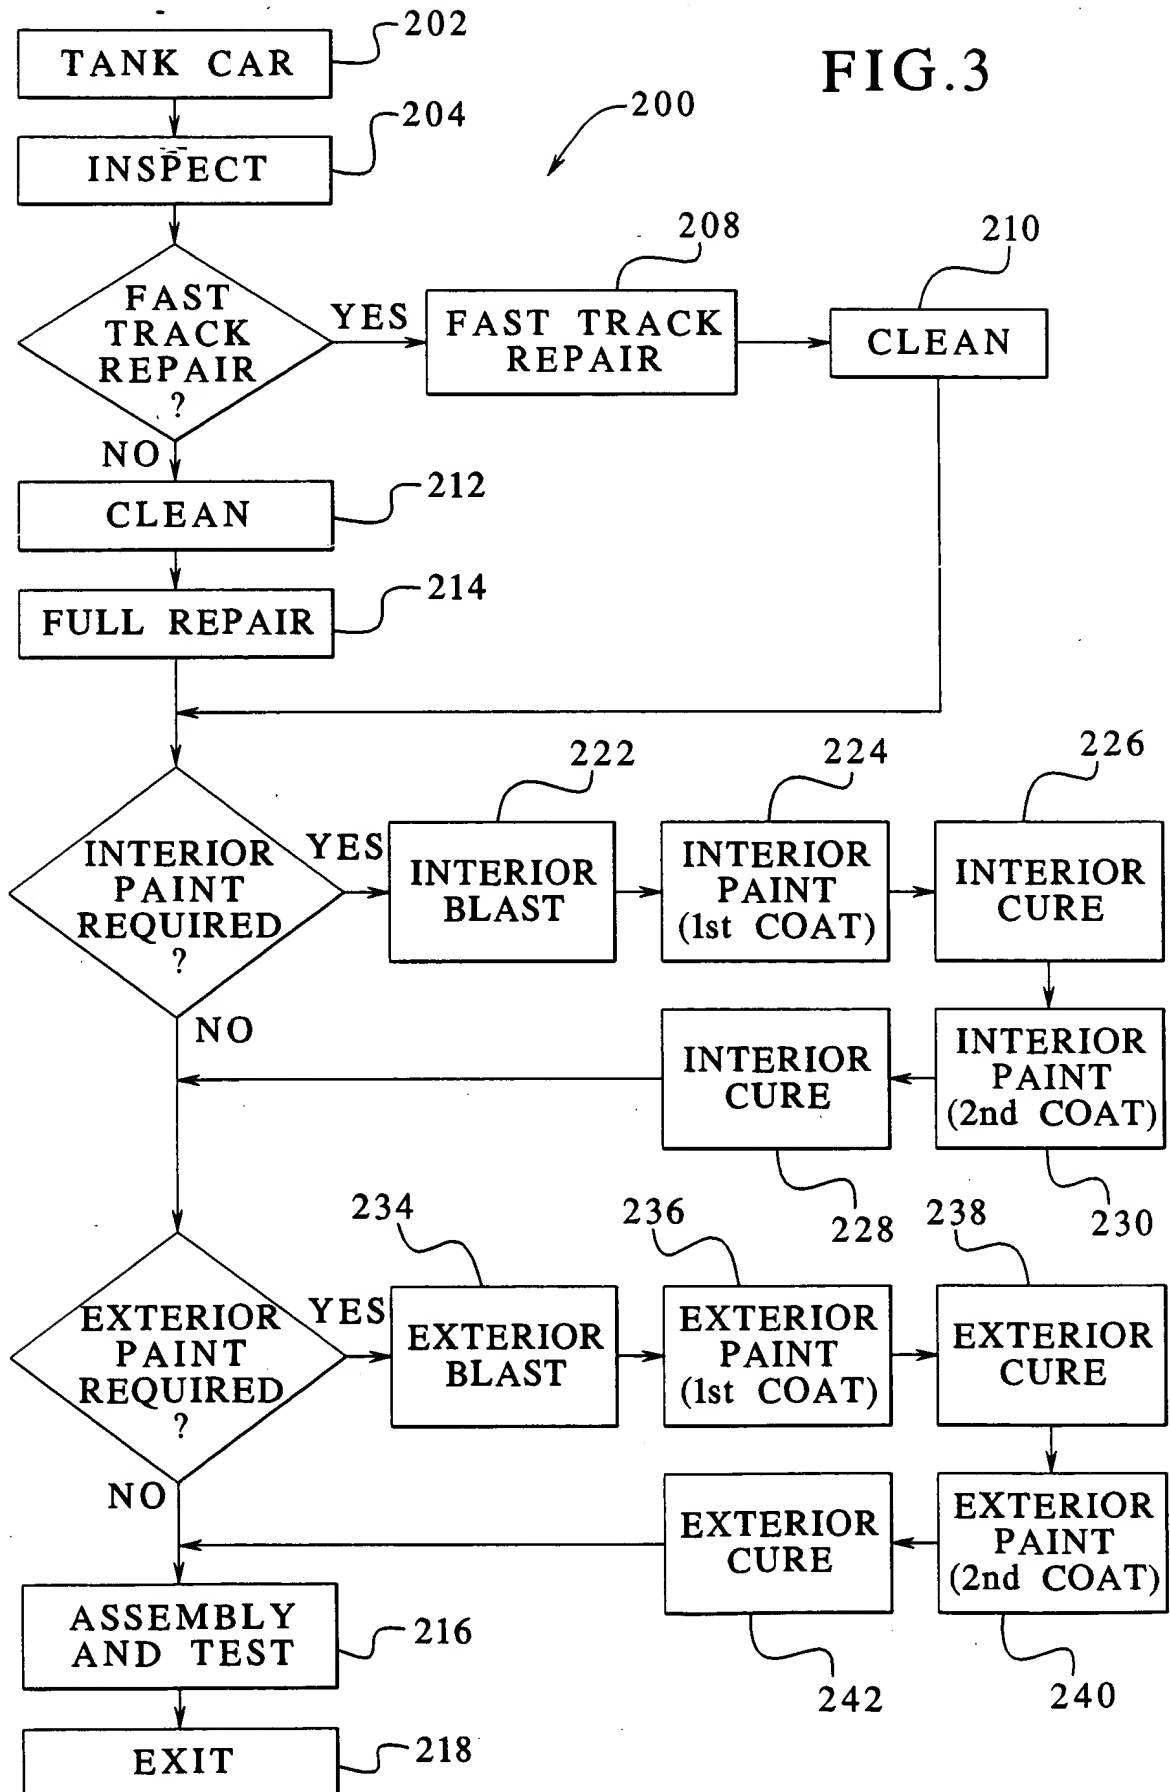 FIG.3
200
202
TANK CAR
204
INSPECT
FAST
TRACK
REPAIR
?
YES
208
FAST TRACK
REPAIR
210
CLEAN
NO
212
CLEAN
214
FULL REPAIR
INTERIOR
PAINT
REQUIRED
?
YES
222
INTERIOR
BLAST
224
INTERIOR
PAINT
(1st COAT)
226
INTERIOR
CURE
NO
INTERIOR
CURE
228
INTERIOR
PAINT
(2nd COAT)
230
EXTERIOR
PAINT
REQUIRED
?
YES
234
EXTERIOR
BLAST
236
EXTERIOR
PAINT
(1st COAT)
238
EXTERIOR
CURE
NO
EXTERIOR
CURE
242
EXTERIOR
PAINT
(2nd COAT)
240
ASSEMBLY
AND TEST
216
EXIT
218